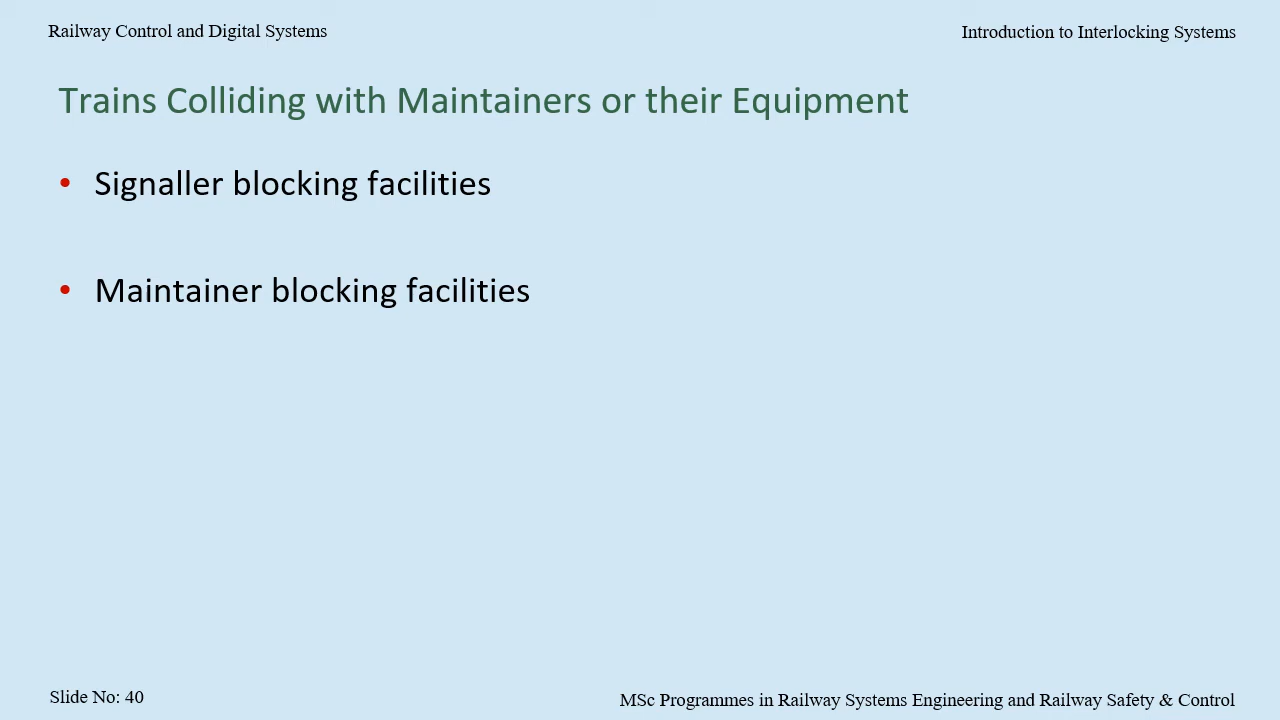 Railway Control and Digital Systems
Introduction to Interlocking Systems
Trains Colliding with Maintainers or their Equipment
• Signaller blocking facilities
• Maintainer blocking facilities
Slide No: 40
MSc Programmes in Railway Systems Engineering and Railway Safety & Control